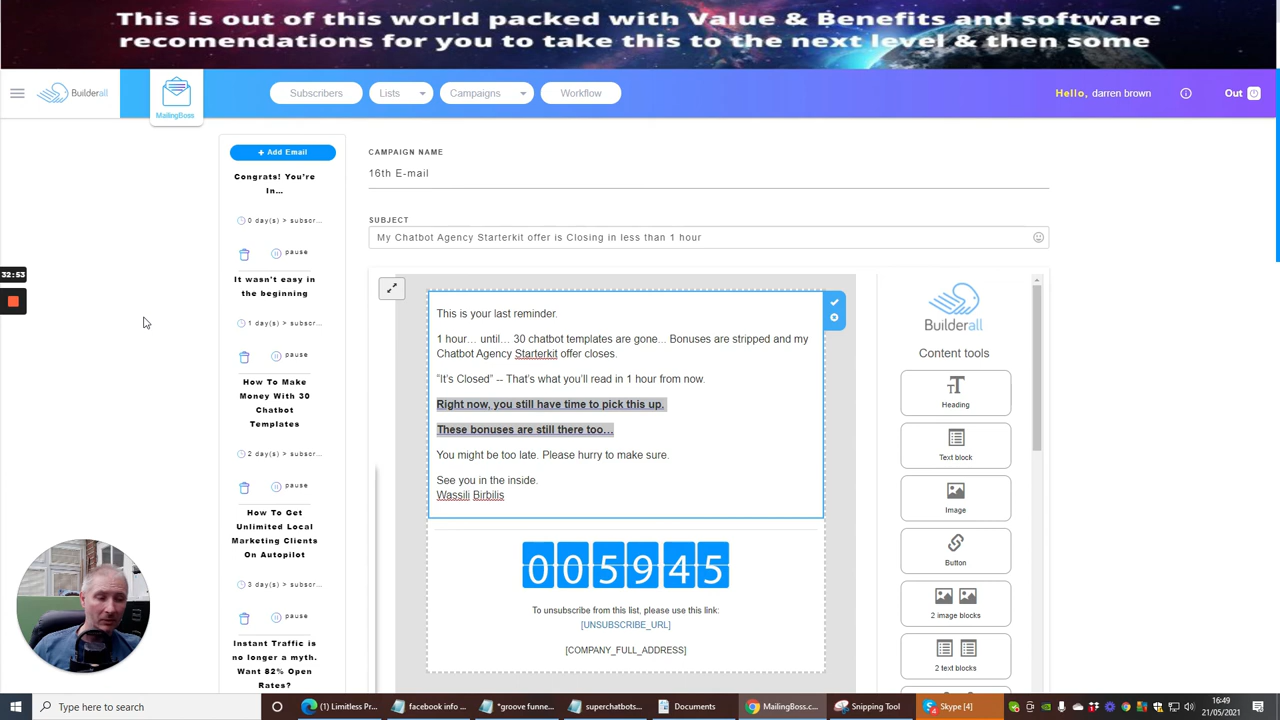 This is out of this world packed with Value & Benefits and software
recomendations for you to take this to the next level & then some
Builderall
MailingBoss
Subscribers
Lists
Campaigns
Workflow
Hello, darren brown
Out
+ Add Email
Congrats! You're
In…
0 day(s) > subscr...
pause
It wasn't easy in
the beginning
1 day(s) > subscr...
pause
How To Make
Money With 30
Chatbot
Templates
2 day(s) > subscr...
pause
How To Get
Unlimited Local
Marketing Clients
On Autopilot
3 day(s) > subscr...
pause
Instant Traffic is
no longer a myth.
Want 82% Open
Rates?
32:53
CAMPAIGN NAME
16th E-mail
SUBJECT
My Chatbot Agency Starterkit offer is Closing in less than 1 hour
This is your last reminder.
1 hour… until… 30 chatbot templates are gone... Bonuses are stripped and my
Chatbot Agency Starterkit offer closes.
"It's Closed" -- That's what you'll read in 1 hour from now.
Right now, you still have time to pick this up.
These bonuses are still there too…
You might be too late. Please hurry to make sure.
See you in the inside.
Wassili Birbilis
005945
To unsubscribe from this list, please use this link:
[UNSUBSCRIBE_URL]
[COMPANY_FULL_ADDRESS]
Builderall
Content tools
Heading
Text block
Image
Button
2 image blocks
2 text blocks
Type here to search
(1) Limitless Pr...
facebook info ...
*groove funne...
superchatbots...
Documents
MailingBoss.c...
Snipping Tool
Skype [4]
16:49
21/05/2021